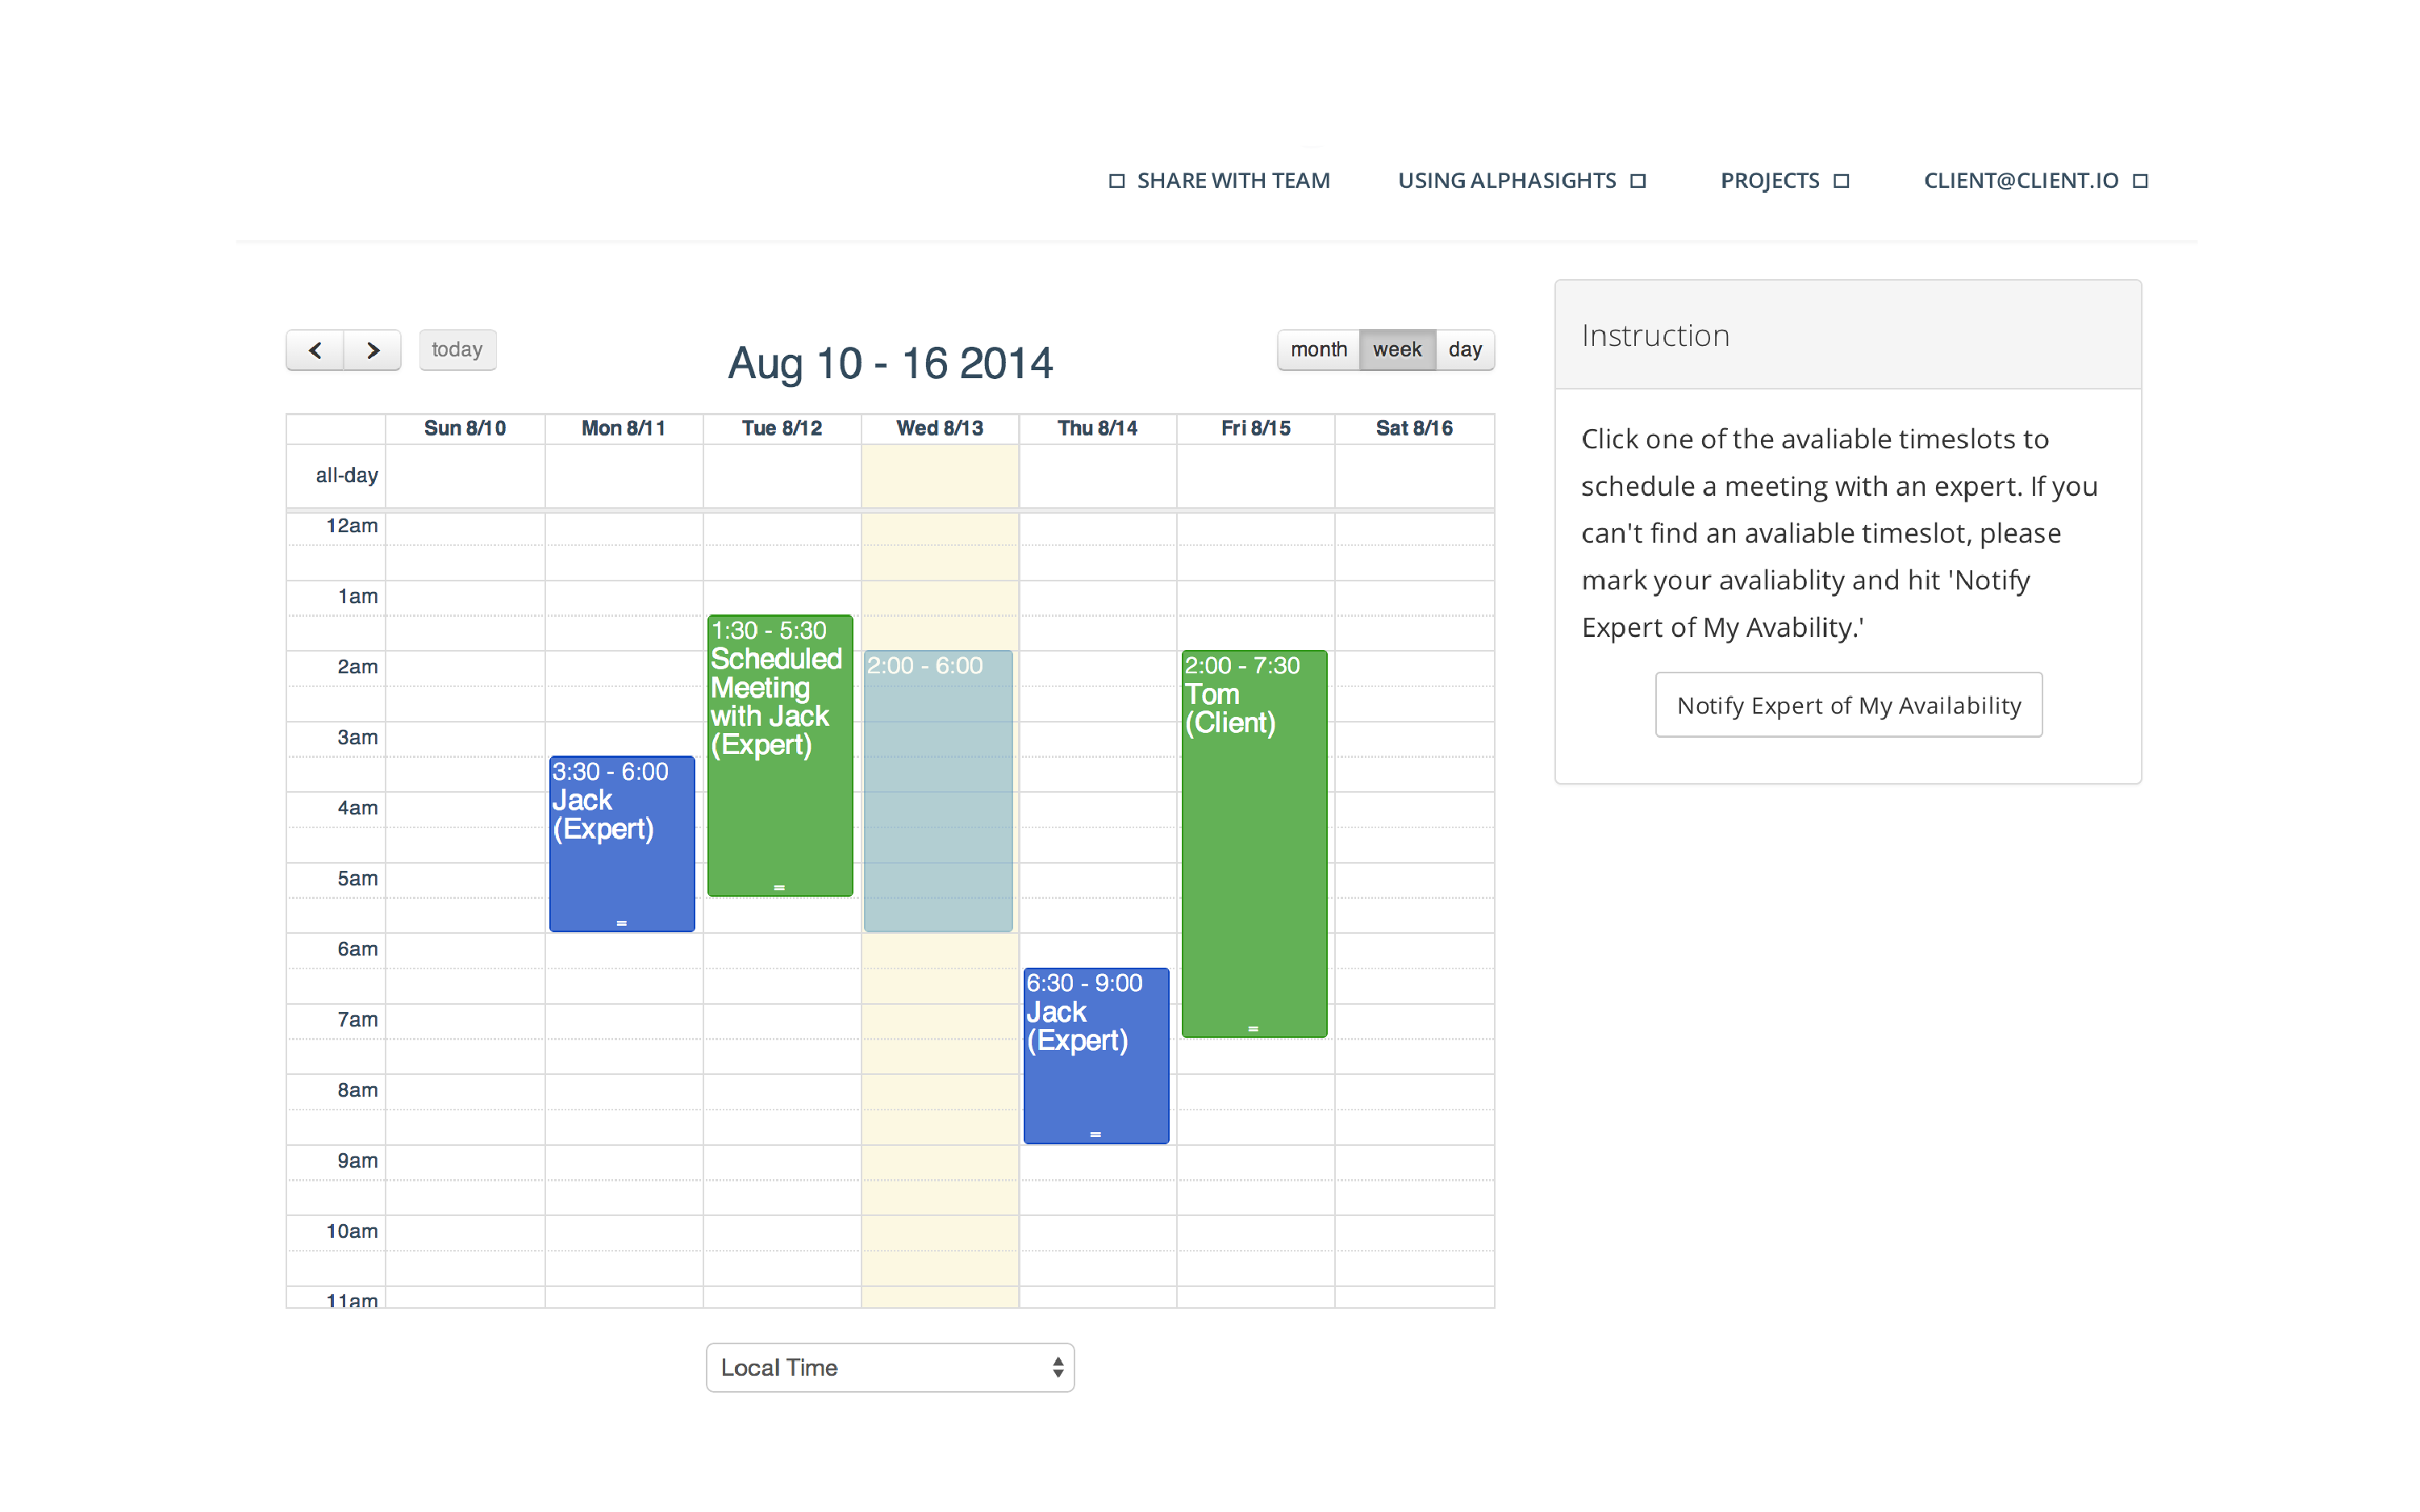 SHARE WITH TEAM USING ALPHASIGHTS PROJECTS CLIENT@CLIENT.IO
today
Aug 10 - 16 2014
month week day
Sun 8/10 Mon 8/11 Tue 8/12 Wed 8/13 Thu 8/14 Fri 8/15 Sat 8/16
all-day
12am
1am
2am
3am
4am
5am
6am
7am
8am
9am
10am
11am
3:30 - 6:00
Jack
(Expert)
1:30 - 5:30
Scheduled
Meeting
with Jack
(Expert)
2:00 - 6:00
6:30 - 9:00
Jack
(Expert)
2:00 - 7:30
Tom
(Client)
Local Time
Instruction
Click one of the avaliable timeslots to
schedule a meeting with an expert. If you
can't find an avaliable timeslot, please
mark your avaliablity and hit 'Notify
Expert of My Avability.'
Notify Expert of My Availability